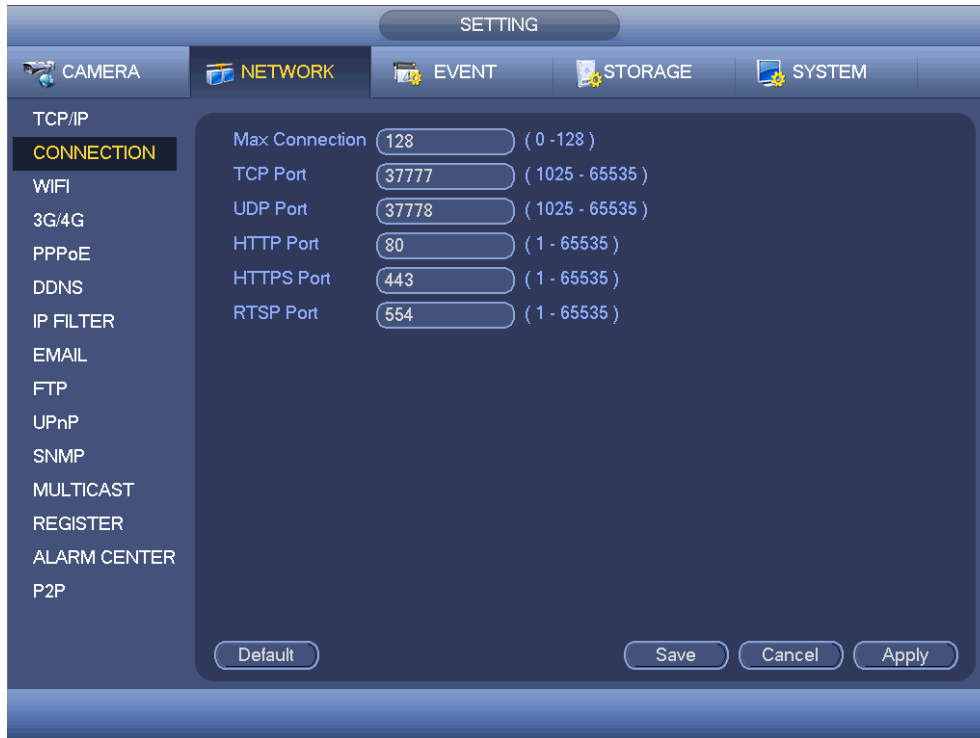 SETTING
CAMERA NETWORK EVENT STORAGE SYSTEM
TCP/IP
CONNECTION
WIFI
3G/4G
PPPoE
DDNS
IP FILTER
EMAIL
FTP
UPnP
SNMP
MULTICAST
REGISTER
ALARM CENTER
P2P
Max Connection 128 ( 0 -128 )
TCP Port 37777 ( 1025 - 65535 )
UDP Port 37778 ( 1025 - 65535 )
HTTP Port 80 ( 1 - 65535 )
HTTPS Port 443 ( 1 - 65535 )
RTSP Port 554 ( 1 - 65535 )
Default Save Cancel Apply